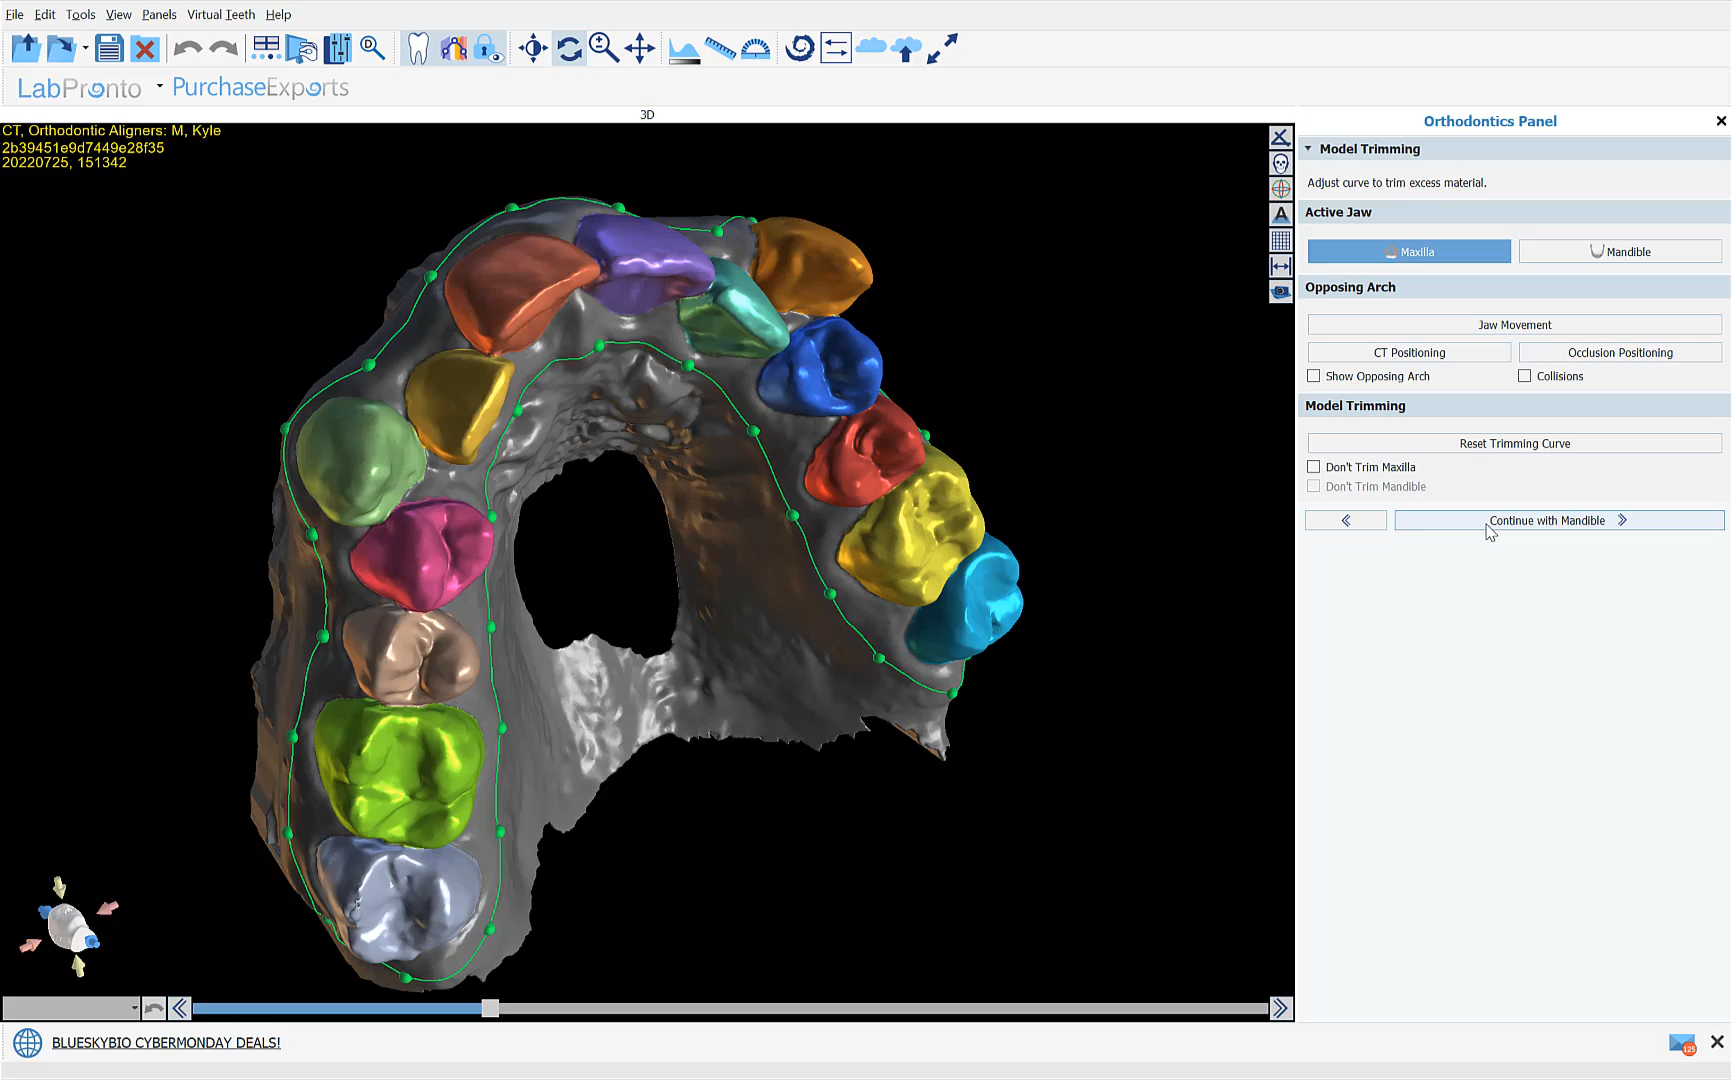 File Edit Tools View Panels Virtual Teeth Help
LabPronto PurchaseExports
3D
CT, Orthodontic Aligners: M, Kyle
2b39451e9d7449e28f35
20220725, 151342
Orthodontics Panel
Model Trimming
Adjust curve to trim excess material.
Active Jaw
Maxilla Mandible
Opposing Arch
Jaw Movement
CT Positioning Occlusion Positioning
Show Opposing Arch Collisions
Model Trimming
Reset Trimming Curve
Don't Trim Maxilla
Don't Trim Mandible
Continue with Mandible
BLUESKYBIO CYBERMONDAY DEALS!
125